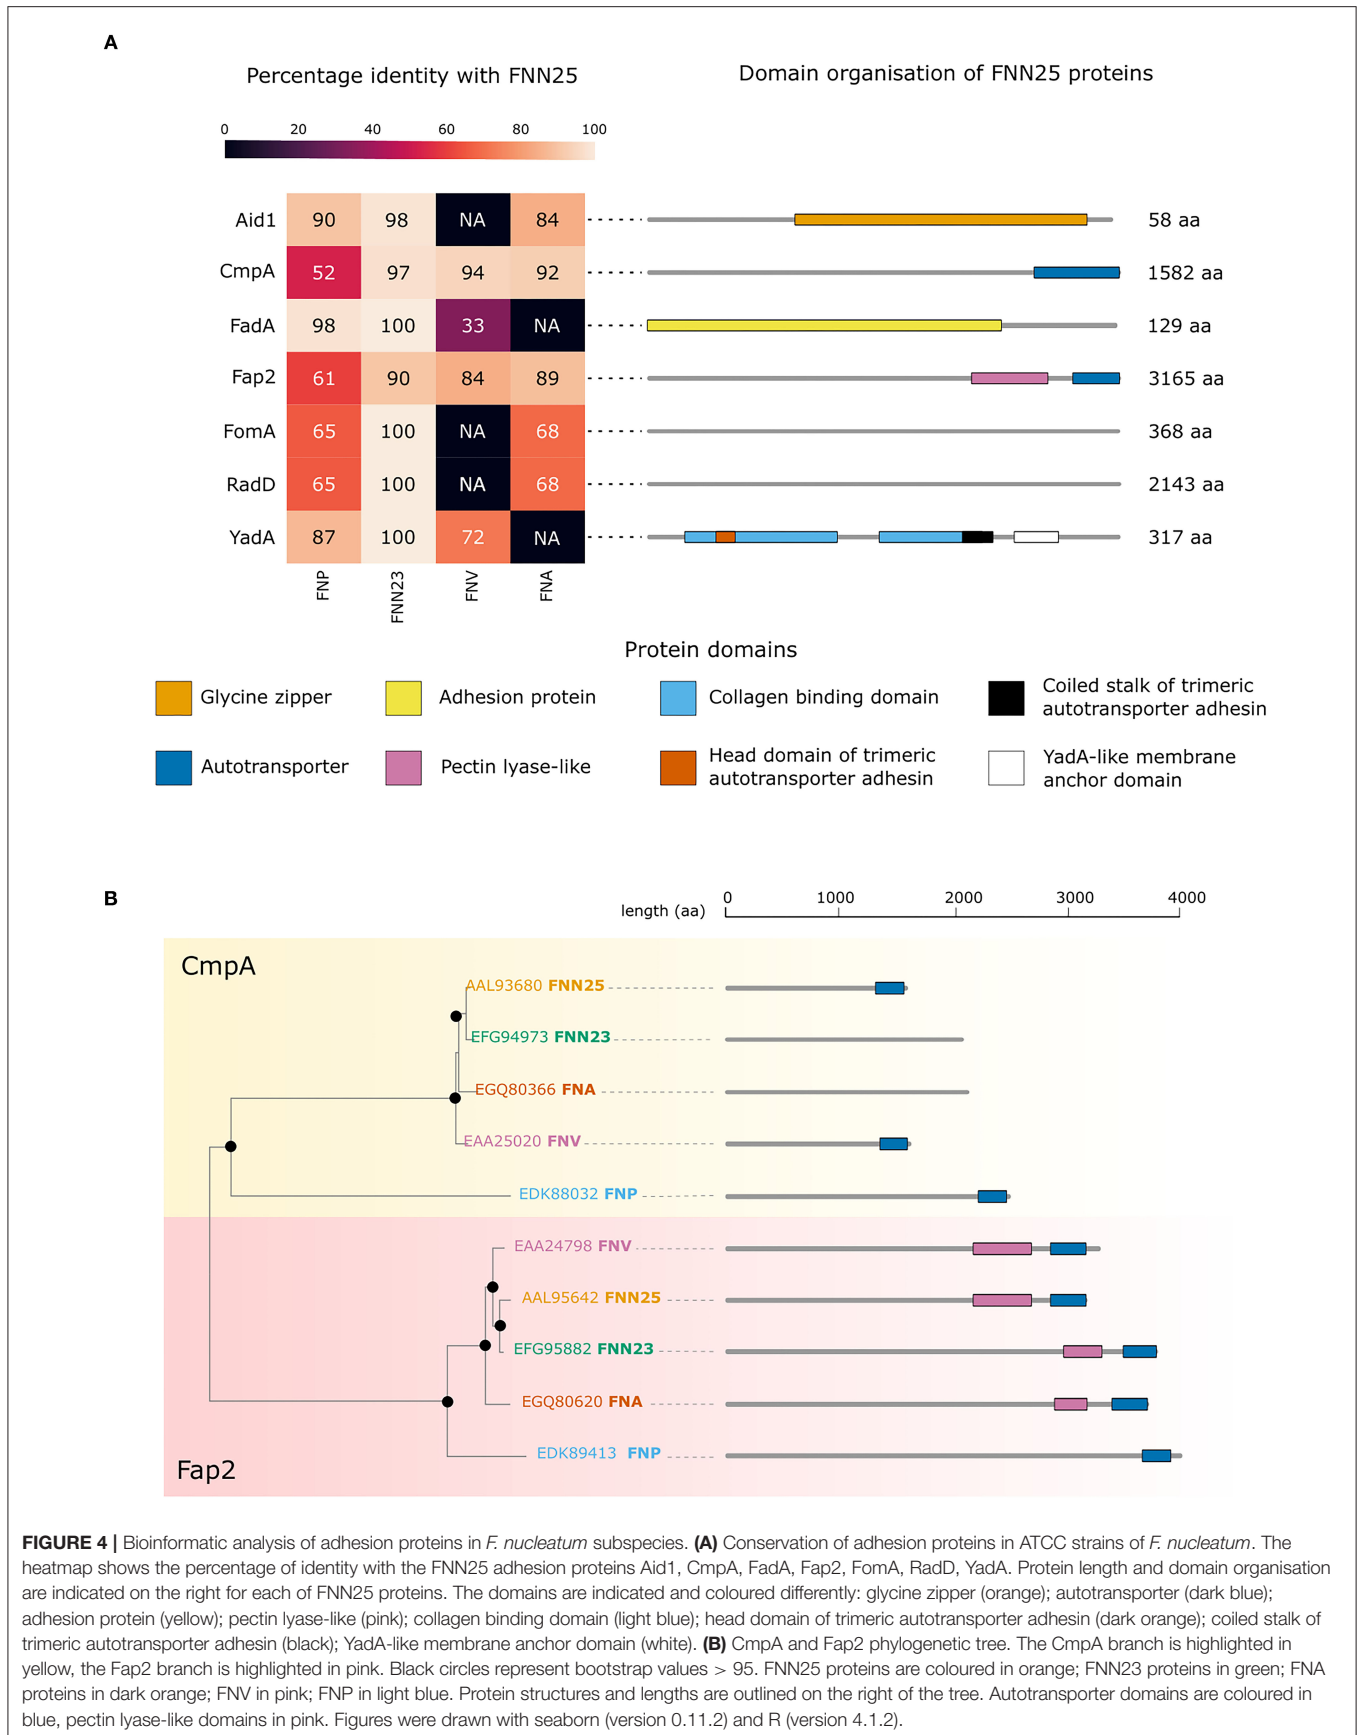 A
Percentage identity with FNN25
Domain organisation of FNN25 proteins
0 20 40 60 80 100
Aid1 90 98 NA 84 58 aa
CmpA 52 97 94 92 1582 aa
FadA 98 100 33 NA 129 aa
Fap2 61 90 84 89 3165 aa
FomA 65 100 NA 68 368 aa
RadD 65 100 NA 68 2143 aa
YadA 87 100 72 NA 317 aa
FNP FNN23 FNV FNA
Protein domains
Glycine zipper
Adhesion protein
Collagen binding domain
Coiled stalk of trimeric
autotransporter adhesin
Autotransporter
Pectin lyase-like
Head domain of trimeric
autotransporter adhesin
YadA-like membrane
anchor domain
B
length (aa) 0 1000 2000 3000 4000
CmpA
AAL93680 FNN25
EFG94973 FNN23
EGQ80366 FNA
EAA25020 FNV
EDK88032 FNP
EAA24798 FNV
AAL95642 FNN25
EFG95882 FNN23
EGQ80620 FNA
EDK89413 FNP
Fap2
FIGURE 4 | Bioinformatic analysis of adhesion proteins in F. nucleatum subspecies. (A) Conservation of adhesion proteins in ATCC strains of F. nucleatum. The
heatmap shows the percentage of identity with the FNN25 adhesion proteins Aid1, CmpA, FadA, Fap2, FomA, RadD, YadA. Protein length and domain organisation
are indicated on the right for each of FNN25 proteins. The domains are indicated and coloured differently: glycine zipper (orange); autotransporter (dark blue);
adhesion protein (yellow); pectin lyase-like (pink); collagen binding domain (light blue); head domain of trimeric autotransporter adhesin (dark orange); coiled stalk of
trimeric autotransporter adhesin (black); YadA-like membrane anchor domain (white). (B) CmpA and Fap2 phylogenetic tree. The CmpA branch is highlighted in
yellow, the Fap2 branch is highlighted in pink. Black circles represent bootstrap values > 95. FNN25 proteins are coloured in orange; FNN23 proteins in green; FNA
proteins in dark orange; FNV in pink; FNP in light blue. Protein structures and lengths are outlined on the right of the tree. Autotransporter domains are coloured in
blue, pectin lyase-like domains in pink. Figures were drawn with seaborn (version 0.11.2) and R (version 4.1.2).